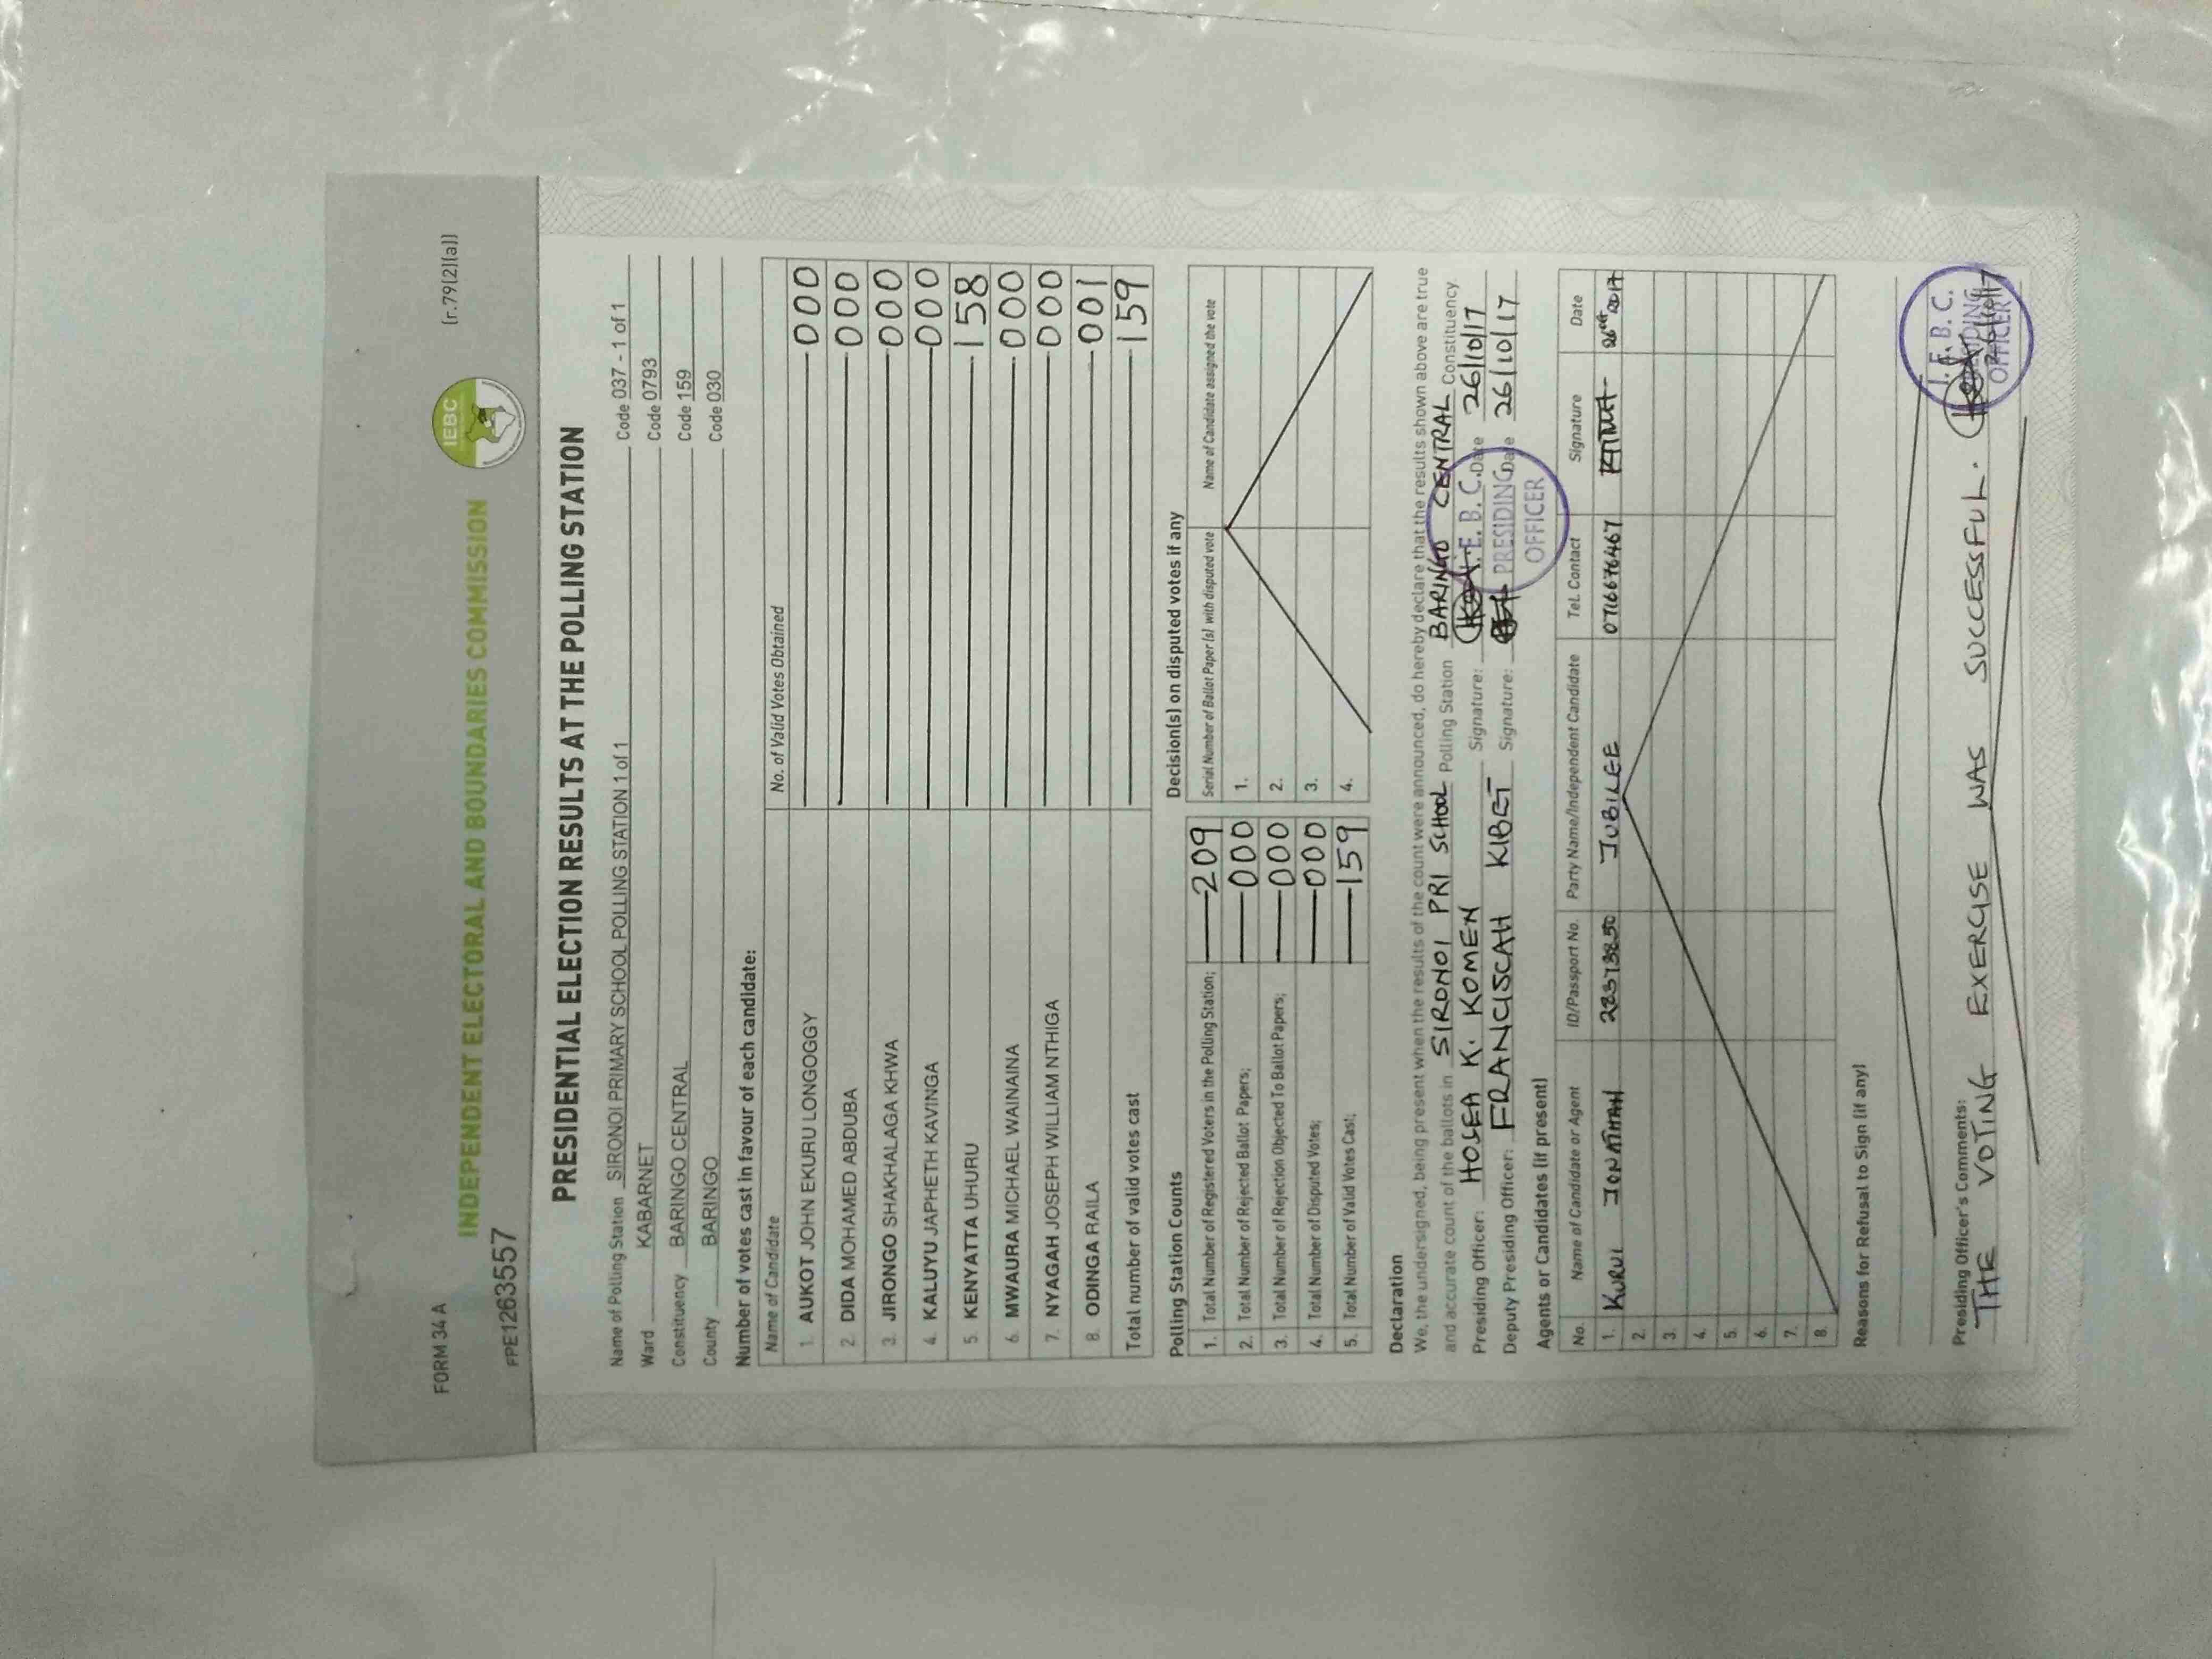 FORM 34 A
(r.79(2)(a))
IEBC
INDEPENDENT ELECTORAL AND BOUNDARIES COMMISSION
FPE1263557
PRESIDENTIAL ELECTION RESULTS AT THE POLLING STATION
Name of Polling Station SIRONOI PRIMARY SCHOOL POLLING STATION 1 of 1 Code 037 - 1 of 1
Ward KABARNET Code 0793
Constituency BARINGO CENTRAL Code 159
County BARINGO Code 030
Number of votes cast in favour of each candidate:
Name of Candidate No. of Valid Votes Obtained
1. AUKOT JOHN EKURU LONGOGGY 000
2. DIDA MOHAMED ABDUBA 000
3. JIRONGO SHAKHALAGA KHWA 000
4. KALUYU JAPHETH KAVINGA 000
5. KENYATTA UHURU 158
6. MWAURA MICHAEL WAINAINA 000
7. NYAGAH JOSEPH WILLIAM NTHIGA 000
8. ODINGA RAILA 001
Total number of valid votes cast 159
Polling Station Counts
1. Total Number of Registered Voters in the Polling Station; 209
2. Total Number of Rejected Ballot Papers; 000
3. Total Number of Rejection Objected To Ballot Papers; 000
4. Total Number of Disputed Votes; 000
5. Total Number of Valid Votes Cast; 159
Decision(s) on disputed votes if any
Serial Number of Ballot Paper (s) with disputed vote Name of Candidate assigned the vote
1.
2.
3.
4.
Declaration
We, the undersigned, being present when the results of the count were announced, do hereby declare that the results shown above are true
and accurate count of the ballots in SIRONOI PRI SCHOOL Polling Station BARINGO CENTRAL Constituency.
Presiding Officer: HOSEA K. KOMEN Signature: Date 26/10/17
Deputy Presiding Officer: FRANCISCAH KIBET Signature: Date 26/10/17
I.E.B.C.
PRESIDING
OFFICER
Agents or Candidates (if present)
No. Name of Candidate or Agent ID/Passport No. Party Name/Independent Candidate Tel. Contact Signature Date
1. KURUI JONATHAN JUBILEE 0716676467 26th 2017
2.
3.
4.
5.
6.
7.
8.
Reasons for Refusal to Sign (if any)
Presiding Officer's Comments:
THE VOTING EXERCISE WAS SUCCESSFUL. 26/10/17
I.E.B.C.
PRESIDING
OFFICER